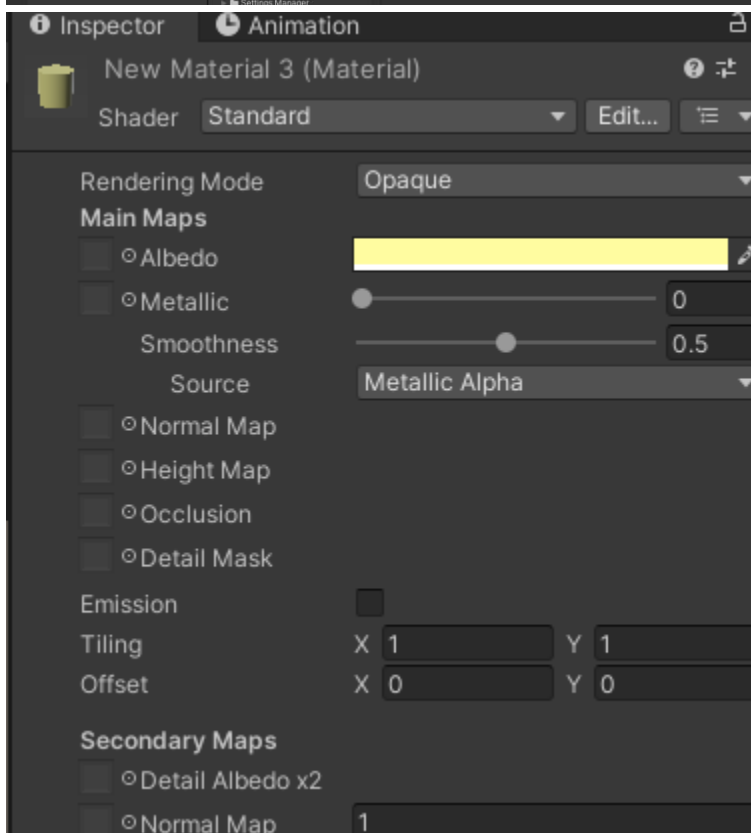 Settings Manager
Inspector Animation
New Material 3 (Material)
Shader Standard Edit...
Rendering Mode Opaque
Main Maps
Albedo
Metallic 0
Smoothness 0.5
Source Metallic Alpha
Normal Map
Height Map
Occlusion
Detail Mask
Emission
Tiling X 1 Y 1
Offset X 0 Y 0
Secondary Maps
Detail Albedo x2
Normal Map 1